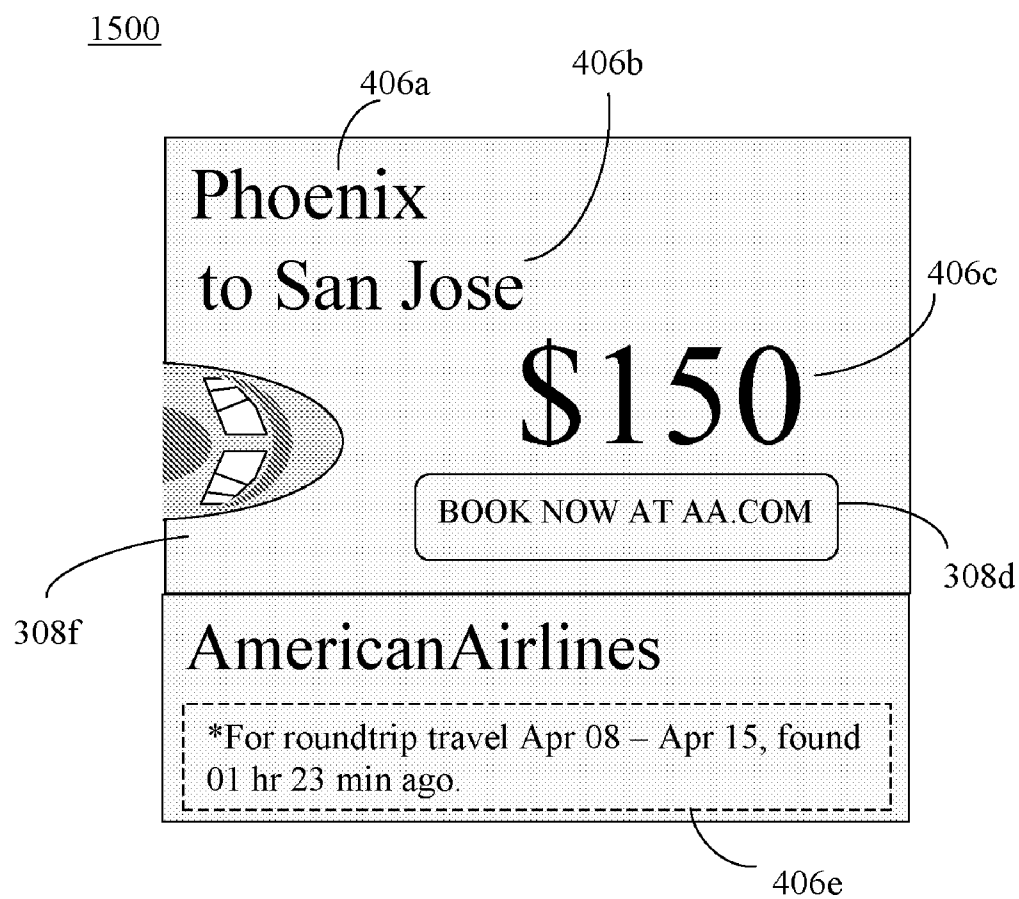 1500
406a
406b
Phoenix
to San Jose
406c
$150
BOOK NOW AT AA.COM
308d
308f
AmericanAirlines
*For roundtrip travel Apr 08 – Apr 15, found
01 hr 23 min ago.
406e